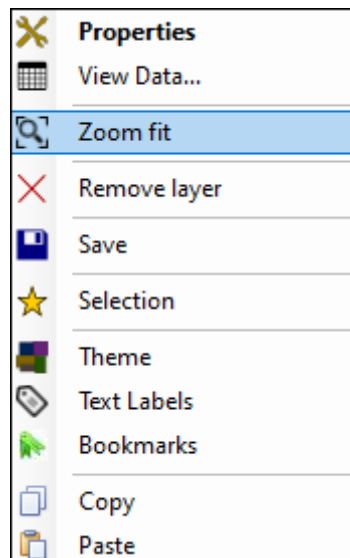 Properties
View Data...
Zoom fit
Remove layer
Save
Selection
Theme
Text Labels
Bookmarks
Copy
Paste